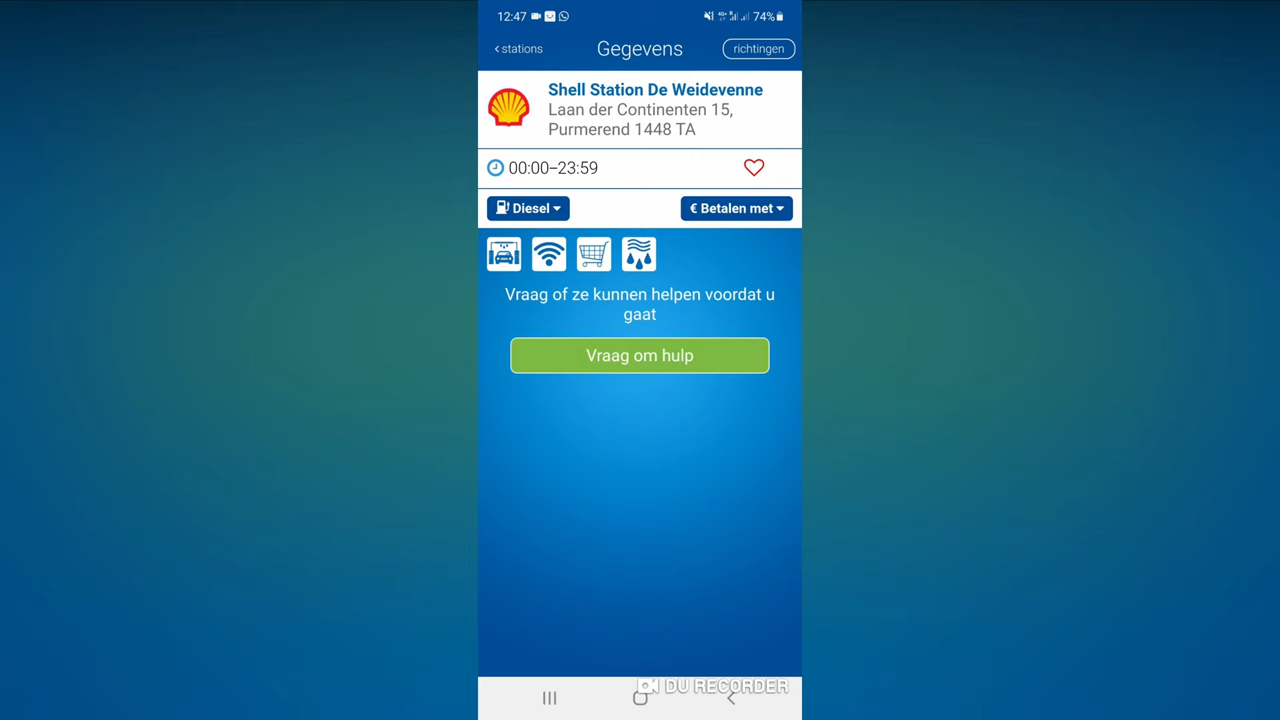 12:47
4G+
74%
stations
Gegevens
richtingen
Shell Station De Weidevenne
Laan der Continenten 15,
Purmerend 1448 TA
00:00–23:59
Diesel
€ Betalen met
Vraag of ze kunnen helpen voordat u
gaat
Vraag om hulp
DU RECORDER